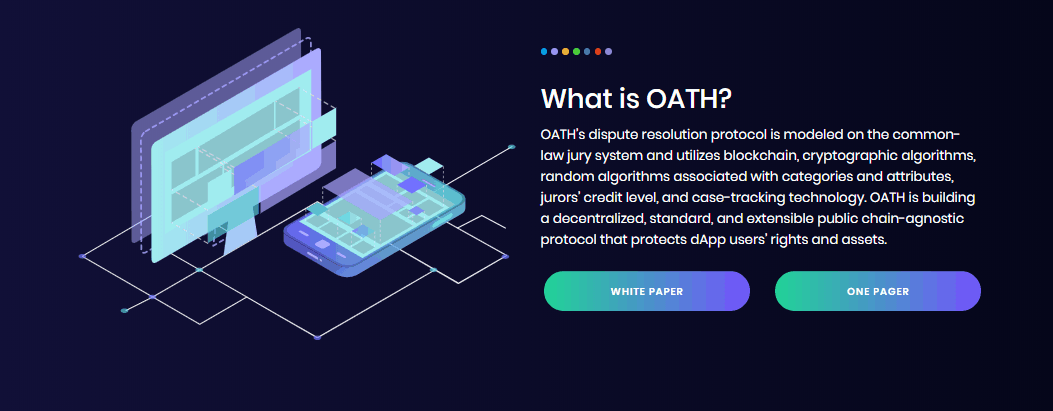 What is OATH?
OATH's dispute resolution protocol is modeled on the common-
law jury system and utilizes blockchain, cryptographic algorithms,
random algorithms associated with categories and attributes,
jurors' credit level, and case-tracking technology. OATH is building
a decentralized, standard, and extensible public chain-agnostic
protocol that protects dApp users' rights and assets.
WHITE PAPER
ONE PAGER